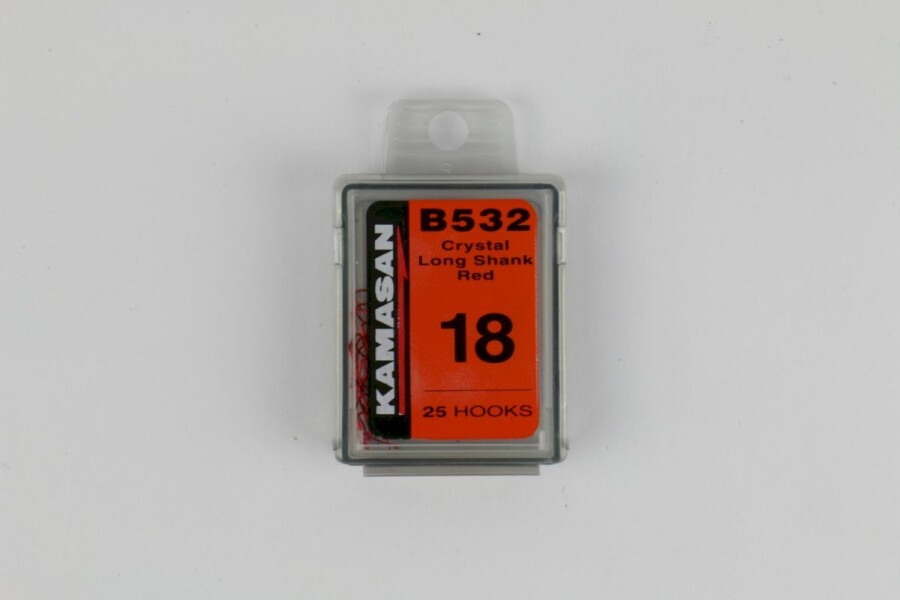 KAMASAN
B532
Crystal
Long Shank
Red
18
25 HOOKS